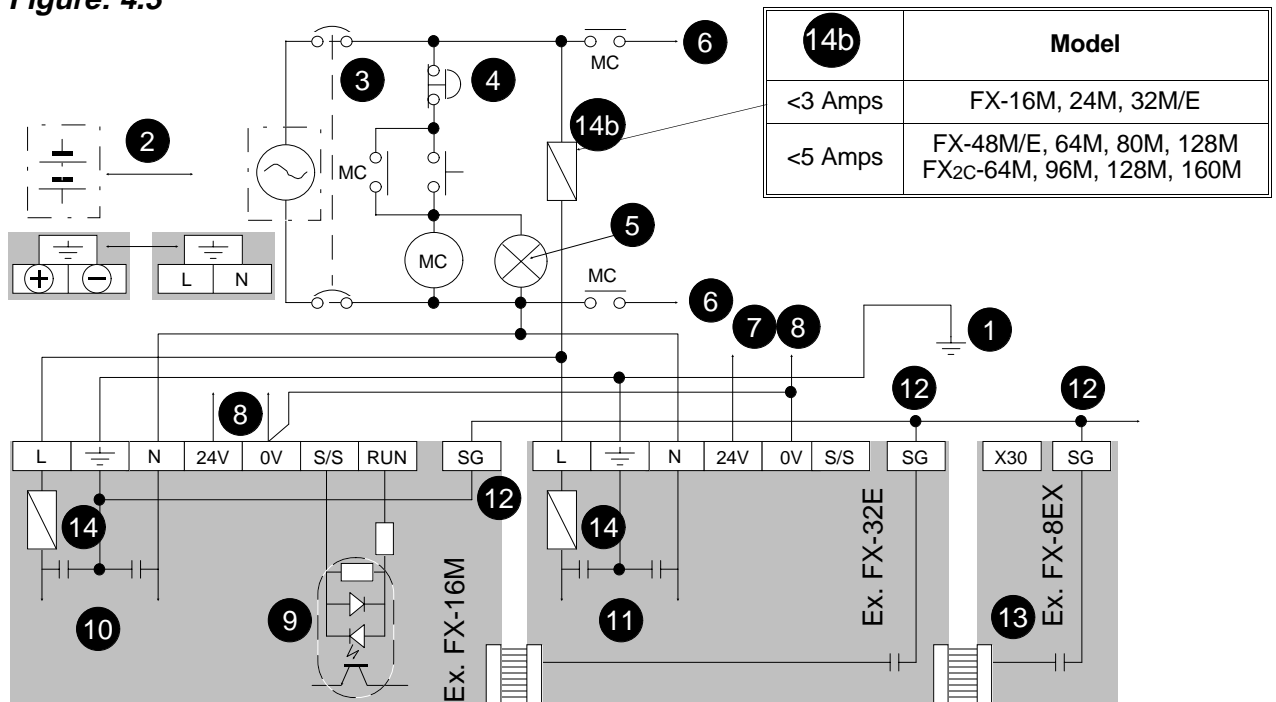 Figure: 4.3
14b Model
<3 Amps FX-16M, 24M, 32M/E
<5 Amps FX-48M/E, 64M, 80M, 128M
FX2C-64M, 96M, 128M, 160M
6
MC
3
4
14b
2
MC
5
MC
MC
6
L N
7
8
1
12
12
8
L N 24V 0V S/S RUN SG
L N 24V 0V S/S SG
X30 SG
12
14
14
9
10
11
13
Ex. FX-16M
Ex. FX-32E
Ex. FX-8EX